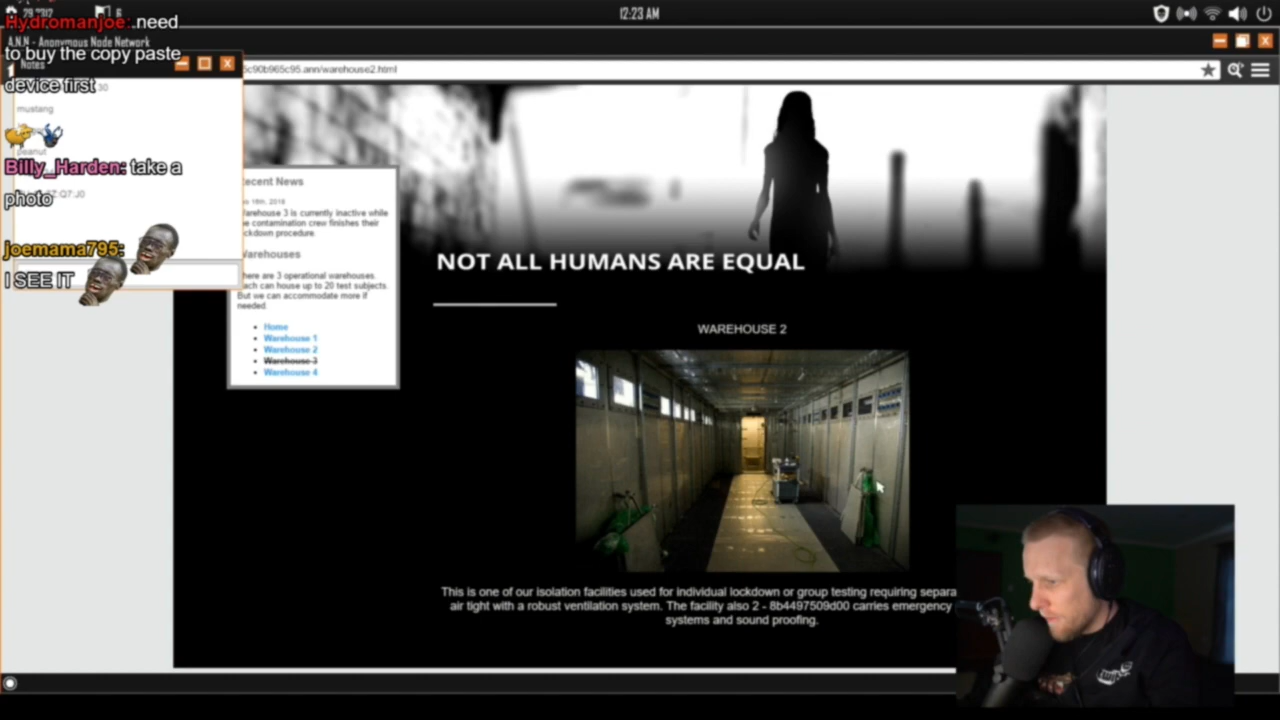 12:23 AM
Hydromanjoe: need
A.N.N - Anonymous Node Network
to buy the copy paste
Notes
5c90b965c95.ann/warehouse2.html
device first
30
mustang
peanut
Billy_Harden: take a
photo
joemama795:
I SEE IT
Recent News
Warehouse 3 is currently inactive while
the contamination crew finishes their
lockdown procedure.
Warehouses
There are 3 operational warehouses.
Each can house up to 20 test subjects.
But we can accommodate more if
needed.
Home
Warehouse 1
Warehouse 2
Warehouse 3
Warehouse 4
NOT ALL HUMANS ARE EQUAL
WAREHOUSE 2
This is one of our isolation facilities used for individual lockdown or group testing requiring separa
air tight with a robust ventilation system. The facility also 2 - 8b4497509d00 carries emergency
systems and sound proofing.